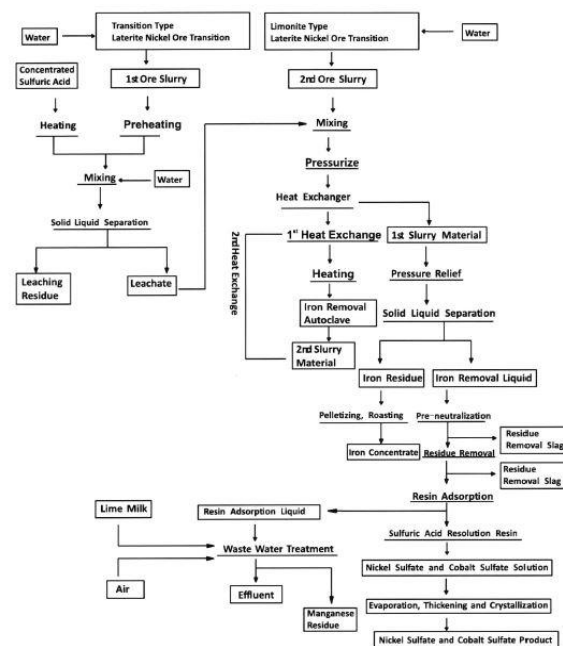 Transition Type
Laterite Nickel Ore Transition
Limonite Type
Laterite Nickel Ore Transition
Water
Water
Concentrated
Sulfuric Acid
1st Ore Slurry
2nd Ore Slurry
Heating
Preheating
Mixing
Mixing
Water
Pressurize
Solid Liquid Separation
Heat Exchanger
Leaching
Residue
Leachate
2nd Heat Exchange
1st Heat Exchange
1st Slurry Material
Heating
Pressure Relief
Iron Removal
Autoclave
Solid Liquid Separation
2nd Slurry
Material
Iron Residue
Iron Removal Liquid
Pelletizing, Roasting
Pre-neutralization
Residue
Removal Slag
Iron Concentrate
Residue Removal
Residue
Removal Slag
Resin Adsorption
Lime Milk
Resin Adsorption Liquid
Sulfuric Acid Resolution Resin
Waste Water Treatment
Nickel Sulfate and Cobalt Sulfate Solution
Air
Effluent
Manganese
Residue
Evaporation, Thickening and Crystallization
Nickel Sulfate and Cobalt Sulfate Product